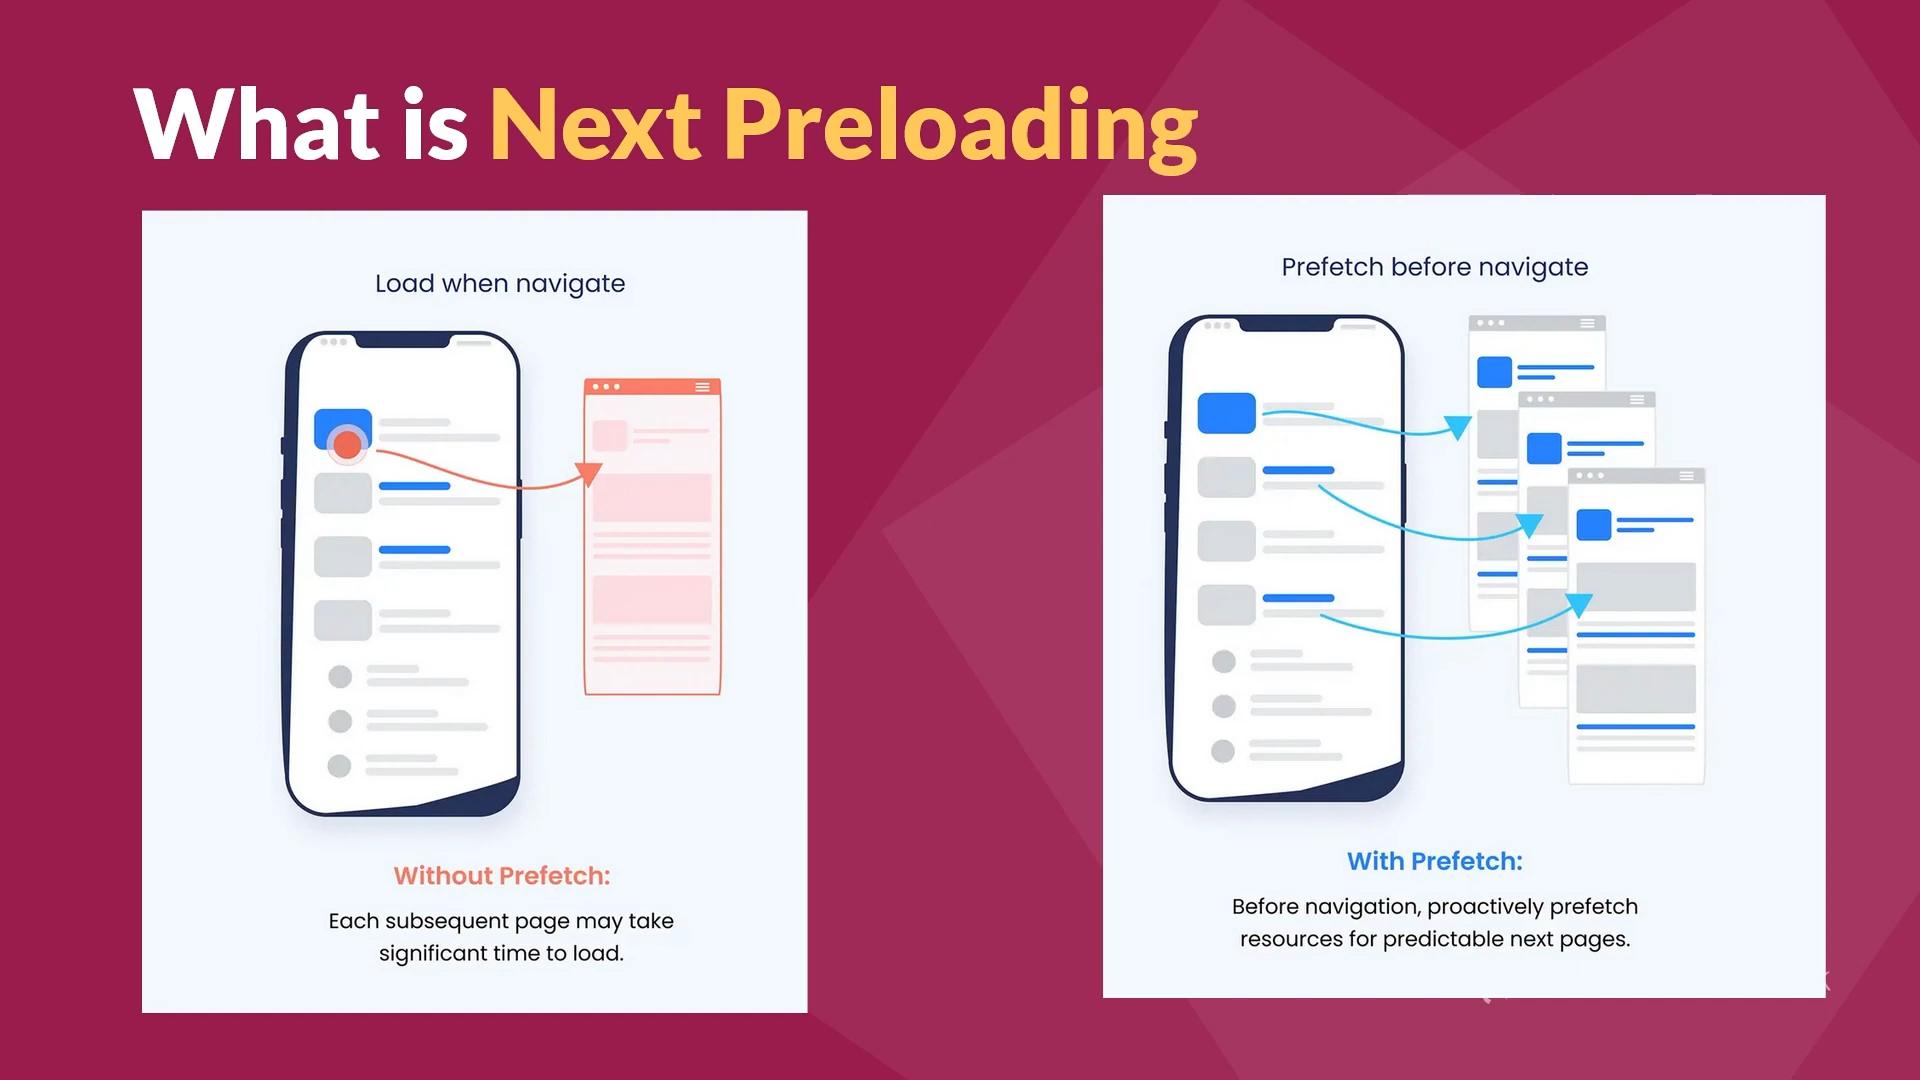 What is Next Preloading
Load when navigate
Without Prefetch:
Each subsequent page may take
significant time to load.
Prefetch before navigate
With Prefetch:
Before navigation, proactively prefetch
resources for predictable next pages.